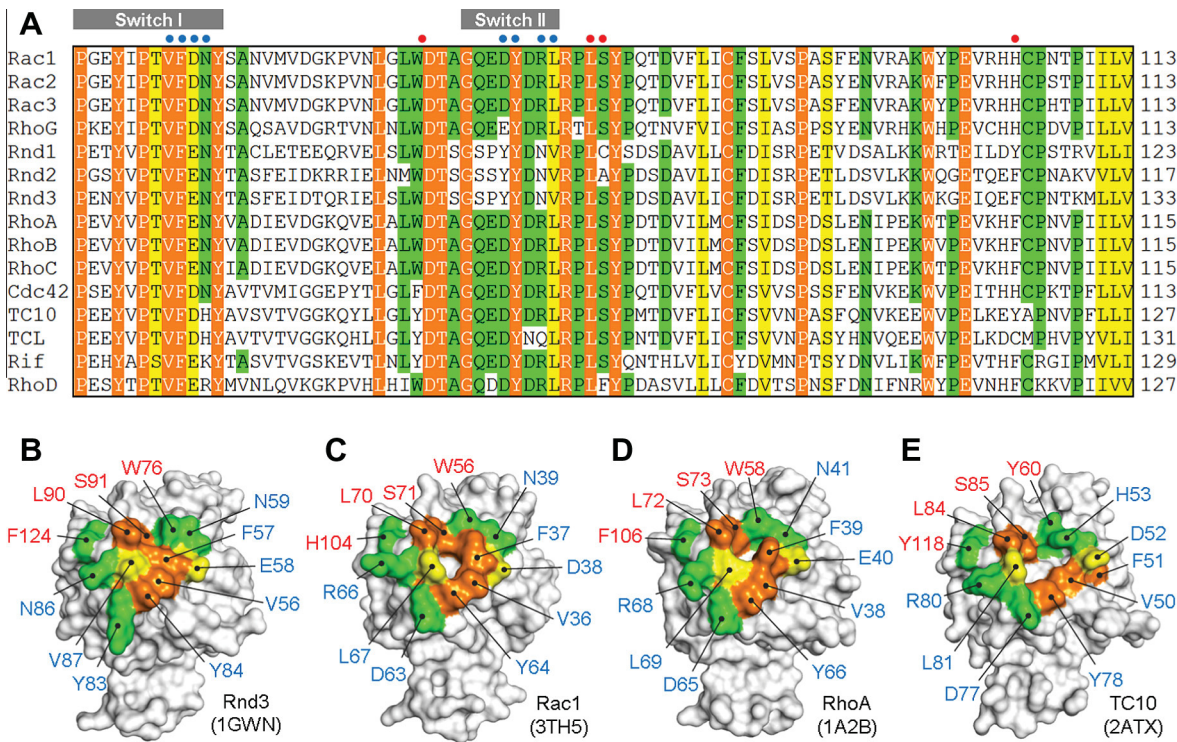 A
Switch I
Switch II
Rac1 PGEYIPTVFDNYSANVMVDGKPVNLGLWDTAGQEDYDRLRPLSYPQTDVFLICFSLVSPASFENVRAKWYPEVRHHCPNTPIILV 113
Rac2 PGEYIPTVFDNYSANVMVDGKPVNLGLWDTAGQEDYDRLRPLSYPQTDVFLICFSLVSPASYENVRAKWYPEVRHHCPSTPIILV 113
Rac3 PGEYIPTVFDNYSANVMVDGKPVNLGLWDTAGQEDYDRLRPLSYPQTDVFLICFSLVSPASFENVRAKWYPEVRHHCPHTPIILV 113
RhoG PKEYIPTVFDNYSAQSAVDGRTVNLNLWDTAGQEEYDRLRTLSYPQTNVFVICFSIASPPSYENVRHKWHPEVCHHCPDVPILLV 113
Rnd1 PETYVPTVFENYTACLETEEQRVELSLWDTSGSPYYDNVRPLCYSDSDAVLLCFDISRPETVDSALKKWRTEILDYCPSTRVLLI 123
Rnd2 PGSYVPTVFENYTASFEIDKRRIELNMWDTSGSSYYDNVRPLAYPDSDAVLICFDISRPETLDSVLKKWQGETQEFCPNAKVVLV 117
Rnd3 PENYVPTVFENYTASFEIDTQRIELSLWDTSGSPYYDNVRPLSYPDSDAVLICFDISRPETLDSVLKKWKGEIQEFCPNTKMLLV 133
RhoA PEVYVPTVFENYVADIEVDGKQVELALWDTAGQEDYDRLRPLSYPDTDVILMCFSIDSPDSLENIPEKWTPEVKHFCPNVPIILV 115
RhoB PEVYVPTVFENYVADIEVDGKQVELALWDTAGQEDYDRLRPLSYPDTDVILMCFSVDSPDSLENIPEKWVPEVKHFCPNVPIILV 115
RhoC PEVYVPTVFENYIADIEVDGKQVELALWDTAGQEDYDRLRPLSYPDTDVILMCFSIDSPDSLENIPEKWTPEVKHFCPNVPIILV 115
Cdc42 PSEYVPTVFDNYAVTVMIGGEPYTLGLFDTAGQEDYDRLRPLSYPQTDVFLVCFSVVSPSSFENVKEKWVPEITHHCPKTPFLLV 113
TC10 PEEYVPTVFDHYAVSVTVGGKQYLLGLYDTAGQEDYDRLRPLSYPMTDVFLICFSVVNPASFQNVKEEWVPELKEYAPNVPFLLI 127
TCL PEEYVPTVFDHYAVTVTVGGKQHLLGLYDTAGQEDYNQLRPLSYPNTDVFLICFSVVNPASYHNVQEEWVPELKDCMPHVPYVLI 131
Rif PEHYAPSVFEKYTASVTVGSKEVTLNLYDTAGQEDYDRLRPLSYQNTHLVLICYDVMNPTSYDNVLIKWFPEVTHFCRGIPMVLI 129
RhoD PESYTPTVFERYMVNLQVKGKPVHLHIWDTAGQDDYDRLRPLFYPDASVLLLCFDVTSPNSFDNIFNRWYPEVNHFCKKVPIIVV 127
B
W76
S91
L90
N59
F57
F124
E58
N86
V56
V87
Y84
Y83
Rnd3
(1GWN)
C
W56
S71
N39
L70
F37
H104
D38
R66
V36
L67
D63
Y64
Rac1
(3TH5)
D
W58
S73
N41
L72
F39
F106
E40
R68
V38
L69
D65
Y66
RhoA
(1A2B)
E
Y60
S85
H53
L84
D52
Y118
F51
R80
V50
L81
D77
Y78
TC10
(2ATX)